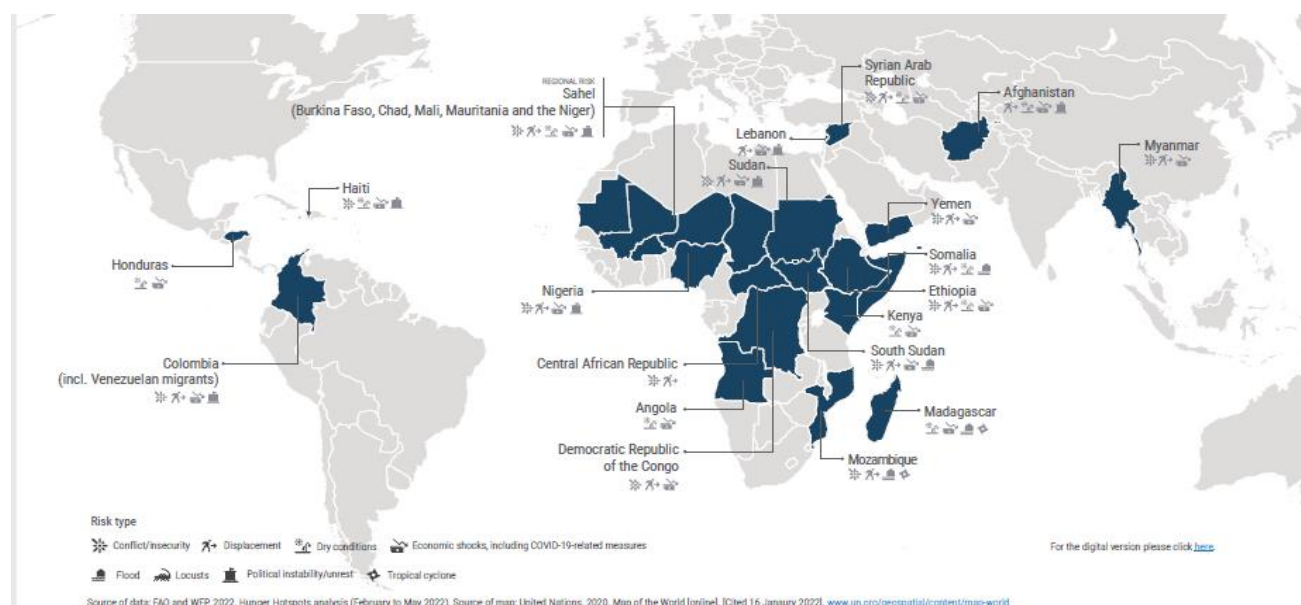 REGIONAL RISK
Sahel
(Burkina Faso, Chad, Mali, Mauritania and the Niger)
Syrian Arab
Republic
Afghanistan
Lebanon
Myanmar
Sudan
Haiti
Yemen
Honduras
Somalia
Nigeria
Ethiopia
Kenya
South Sudan
Colombia
(incl. Venezuelan migrants)
Central African Republic
Angola
Madagascar
Democratic Republic
of the Congo
Mozambique
Risk type
Conflict/insecurity Displacement Dry conditions Economic shocks, including COVID-19-related measures
For the digital version please click here.
Flood Locusts Political instability/unrest Tropical cyclone
Source of data: FAO and WFP. 2022. Hunger Hotspots analysis (February to May 2022). Source of map: United Nations. 2020. Map of the World [online]. [Cited 16 January 2022]. www.un.org/geospatial/content/map-world